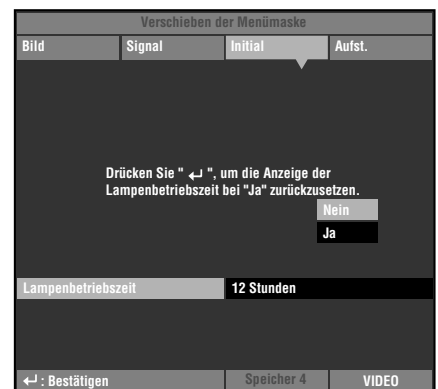 Verschieben der Menümaske
Bild Signal Initial Aufst.
Drücken Sie " ↵ ", um die Anzeige der
Lampenbetriebszeit bei "Ja" zurückzusetzen.
Nein
Ja
Lampenbetriebszeit 12 Stunden
↵ : Bestätigen Speicher 4 VIDEO